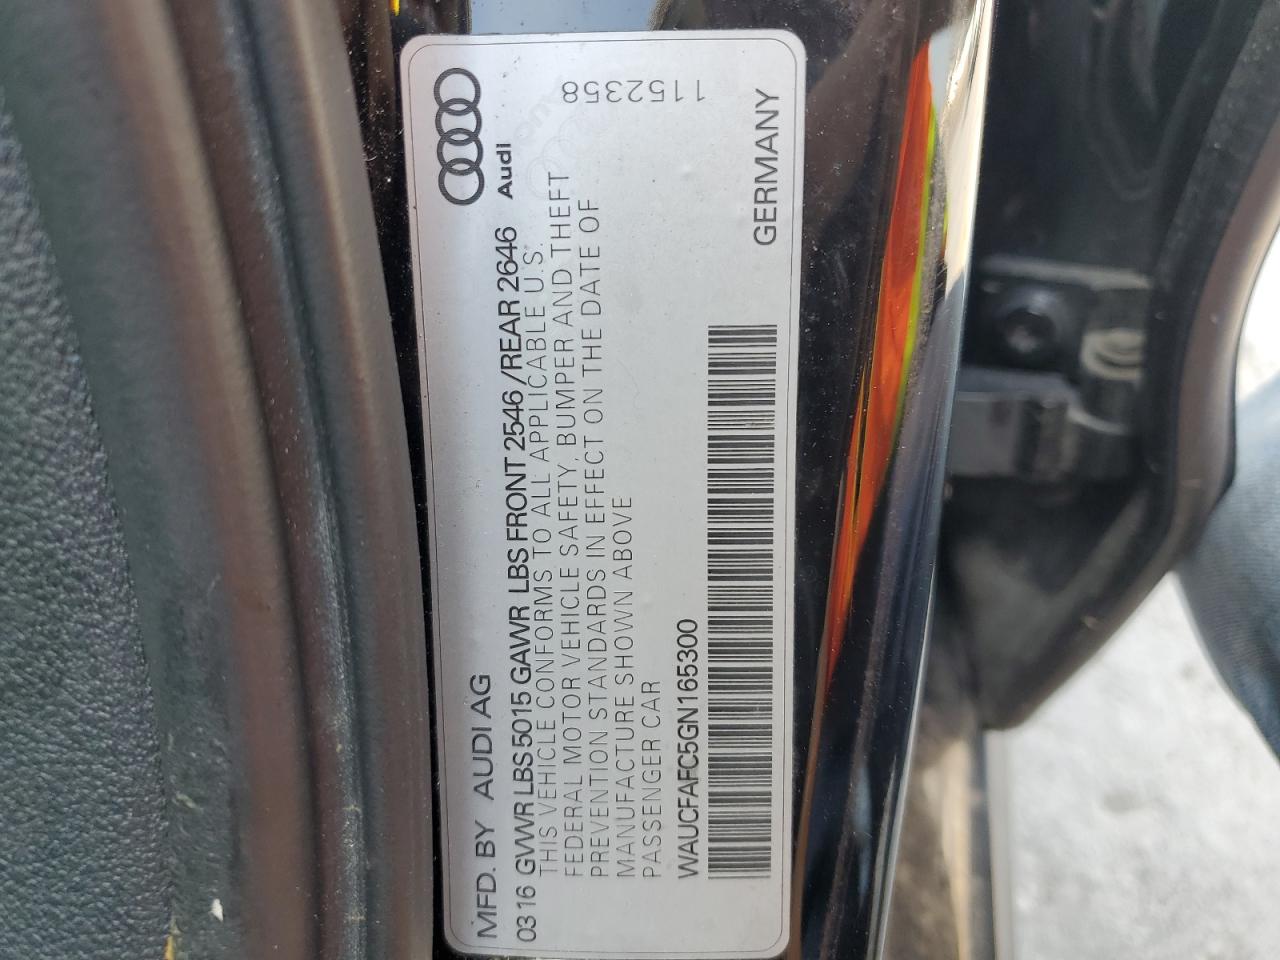 MFD. BY AUDI AG
03 16 GVWR LBS 5015 GAWR LBS FRONT 2546 /REAR 2646
Audi
THIS VEHICLE CONFORMS TO ALL APPLICABLE U.S.
FEDERAL MOTOR VEHICLE SAFETY, BUMPER AND THEFT
PREVENTION STANDARDS IN EFFECT ON THE DATE OF
MANUFACTURE SHOWN ABOVE
PASSENGER CAR
WAUCFAFC5GN165300
GERMANY
1152358